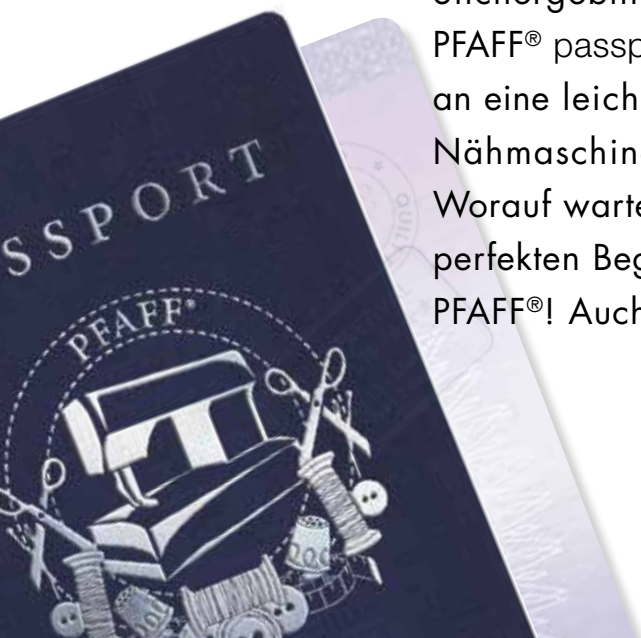 SSPORT
PFAFF®
PFAFF® passp
an eine leich
Nähmaschin
Worauf warte
perfekten Beg
PFAFF®! Auch